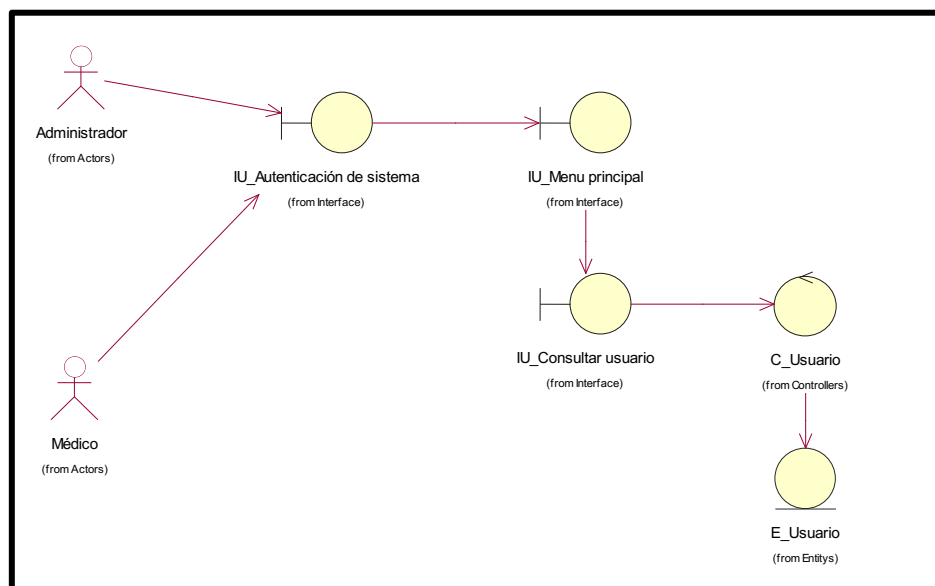 Administrador
(from Actors)
IU_Autenticación de sistema
(from Interface)
IU_Menu principal
(from Interface)
IU_Consultar usuario
(from Interface)
C_Usuario
(from Controllers)
Médico
(from Actors)
E_Usuario
(from Entitys)